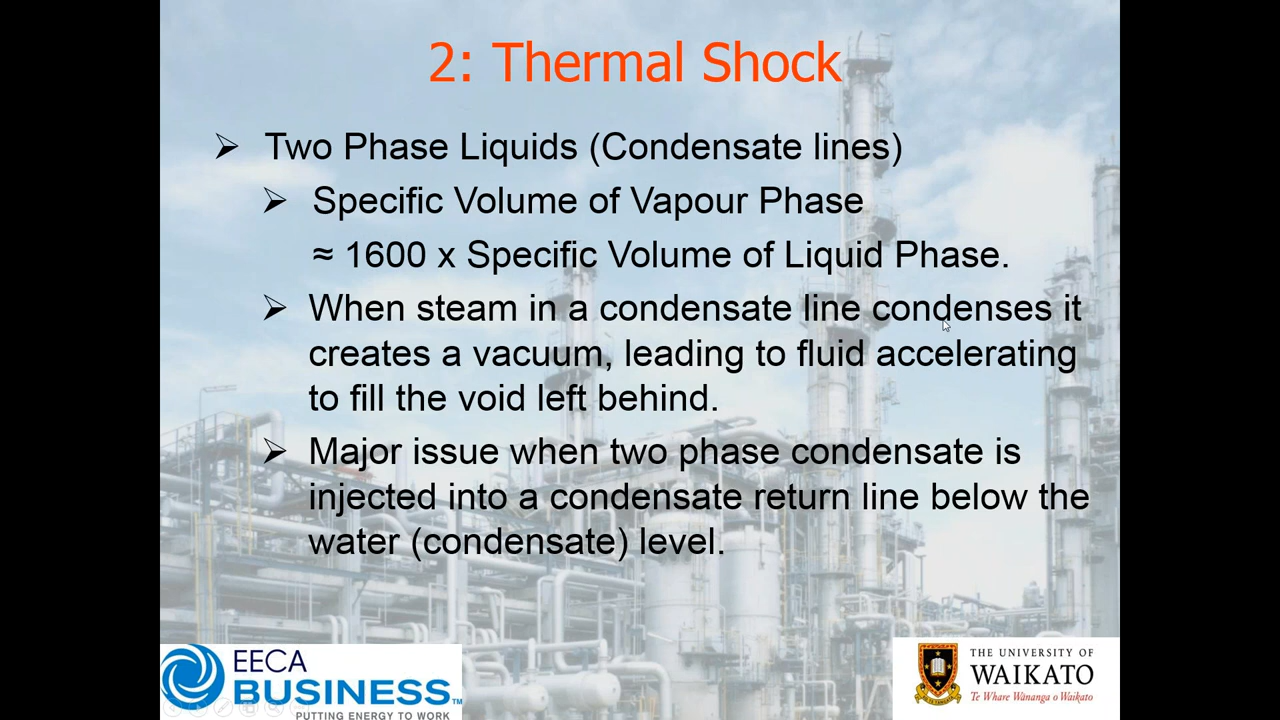 2: Thermal Shock
Two Phase Liquids (Condensate lines)
Specific Volume of Vapour Phase
≈ 1600 x Specific Volume of Liquid Phase.
When steam in a condensate line condenses it
creates a vacuum, leading to fluid accelerating
to fill the void left behind.
Major issue when two phase condensate is
injected into a condensate return line below the
water (condensate) level.
EECA
BUSINESS™
PUTTING ENERGY TO WORK
THE UNIVERSITY OF
WAIKATO
Te Whare Wānanga o Waikato